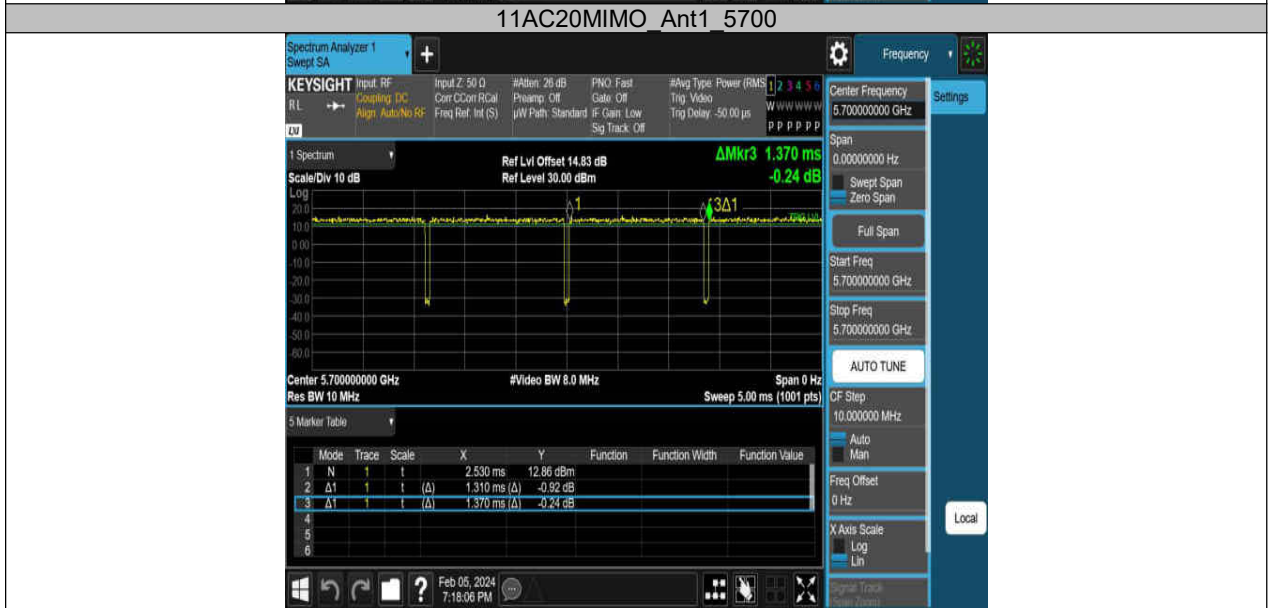 11AC20MIMO_Ant1_5700
Spectrum Analyzer 1
Swept SA
+
Frequency
KEYSIGHT
RL
LXI
Input: RF
Coupling: DC
Align: Auto/No RF
Input Z: 50 Ω
Corr CCorr RCal
Freq Ref: Int (S)
#Atten: 26 dB
Preamp: Off
µW Path: Standard
PNO: Fast
Gate: Off
IF Gain: Low
Sig Track: Off
#Avg Type: Power (RMS
Trig: Video
Trig Delay: -50.00 µs
1 2 3 4 5 6
W W W W W W
P P P P P P
1 Spectrum
Scale/Div 10 dB
Ref Lvl Offset 14.83 dB
Ref Level 30.00 dBm
ΔMkr3 1.370 ms
-0.24 dB
Log
20.0
10.0
0.00
-10.0
-20.0
-30.0
-40.0
-50.0
-60.0
1
3Δ1
TRIG LVL
Center 5.700000000 GHz
Res BW 10 MHz
#Video BW 8.0 MHz
Span 0 Hz
Sweep 5.00 ms (1001 pts)
5 Marker Table
Mode Trace Scale X Y Function Function Width Function Value
1 N 1 t 2.530 ms 12.86 dBm
2 Δ1 1 t (Δ) 1.310 ms (Δ) -0.92 dB
3 Δ1 1 t (Δ) 1.370 ms (Δ) -0.24 dB
4
5
6
Feb 05, 2024
7:18:06 PM
?
Center Frequency
5.700000000 GHz
Span
0.00000000 Hz
Swept Span
Zero Span
Full Span
Start Freq
5.700000000 GHz
Stop Freq
5.700000000 GHz
AUTO TUNE
CF Step
10.000000 MHz
Auto
Man
Freq Offset
0 Hz
X Axis Scale
Log
Lin
Signal Track
(Span Zoom)
Settings
Local